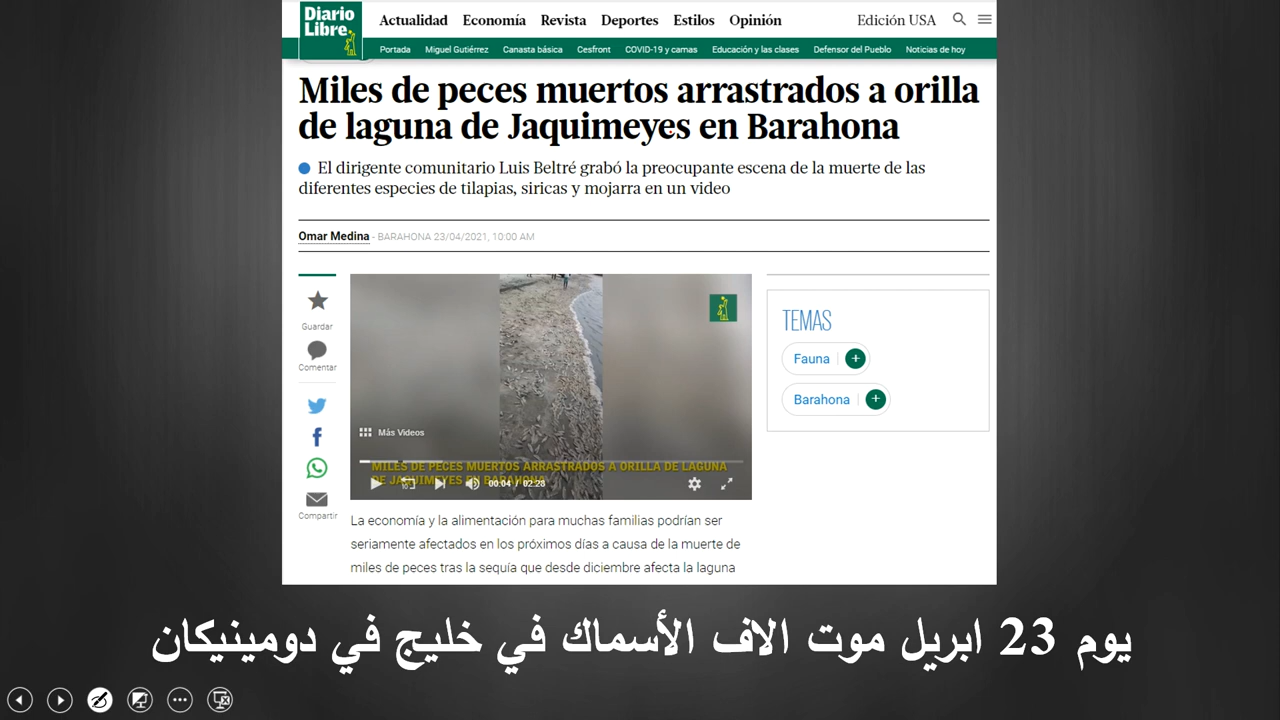 Diario
Libre
Actualidad Economía Revista Deportes Estilos Opinión Edición USA
Portada Miguel Gutiérrez Canasta básica Cesfront COVID-19 y camas Educación y las clases Defensor del Pueblo Noticias de hoy
Miles de peces muertos arrastrados a orilla
de laguna de Jaquimeyes en Barahona
El dirigente comunitario Luis Beltré grabó la preocupante escena de la muerte de las
diferentes especies de tilapias, siricas y mojarra en un video
Omar Medina - BARAHONA 23/04/2021, 10:00 AM
Guardar
Comentar
Compartir
Más Videos
MILES DE PECES MUERTOS ARRASTRADOS A ORILLA DE LAGUNA
DE JAQUIMEYES EN BARAHONA
00:04 / 02:28
TEMAS
Fauna +
Barahona +
La economía y la alimentación para muchas familias podrían ser
seriamente afectados en los próximos días a causa de la muerte de
miles de peces tras la sequía que desde diciembre afecta la laguna
يوم 23 ابريل موت الاف الأسماك في خليج في دومينيكان